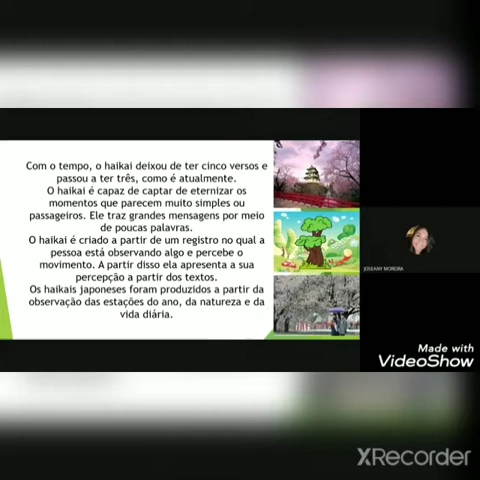 Com o tempo, o haikai deixou de ter cinco versos e
passou a ter três, como é atualmente.
O haikai é capaz de captar de eternizar os
momentos que parecem muito simples ou
passageiros. Ele traz grandes mensagens por meio
de poucas palavras.
O haikai é criado a partir de um registro no qual a
pessoa está observando algo e percebe o
movimento. A partir disso ela apresenta a sua
percepção a partir dos textos.
Os haikais japoneses foram produzidos a partir da
observação das estações do ano, da natureza e da
vida diária.
JOSEANY MOREIRA
Made with
VideoShow
XRecorder